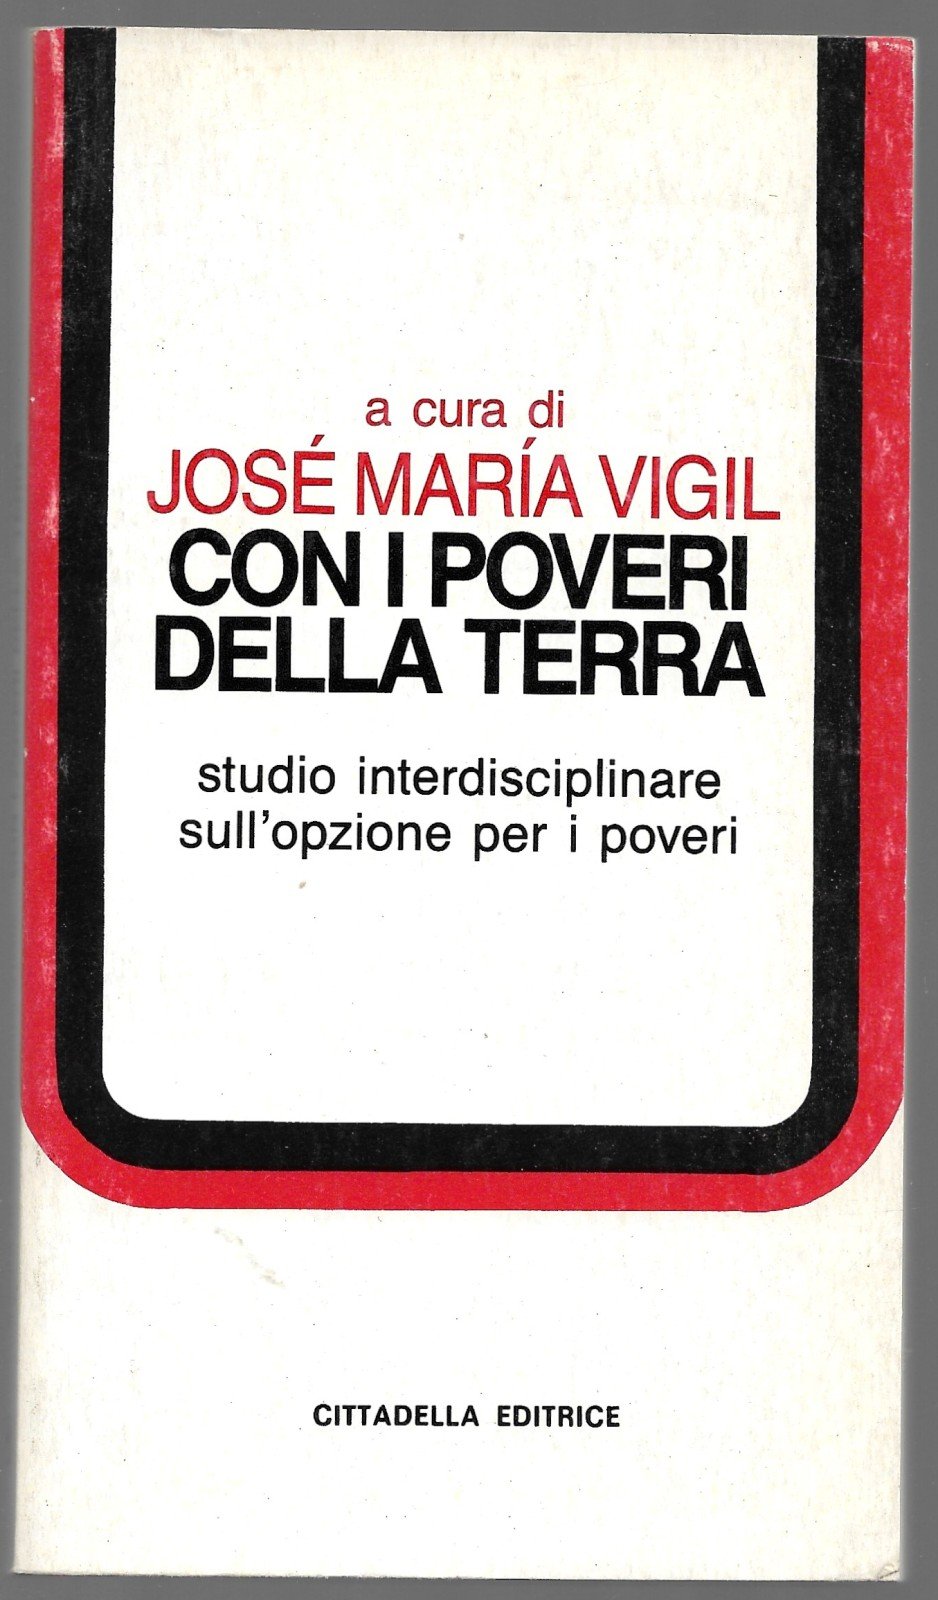 a cura di
JOSÉ MARÍA VIGIL
CON I POVERI
DELLA TERRA
studio interdisciplinare
sull'opzione per i poveri
CITTADELLA EDITRICE